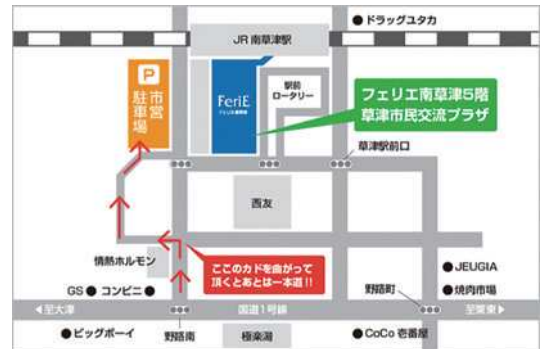 ドラッグユタカ
JR 南草津駅
P
市営
駐車場
FeriE
駅前
ロータリー
フェリエ南草津5階
草津市民交流プラザ
草津駅前口
西友
情熱ホルモン
ここのカドを曲がって
頂くとあとは一本道!!
JEUGIA
GS
コンビニ
野路町
焼肉市場
至大津
国道1号線
至栗東
ビッグボーイ
野路南
極楽湯
CoCo 壱番屋